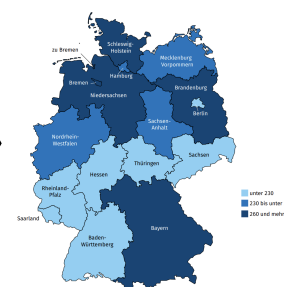 zu Bremen
Schleswig-
Holstein
Mecklenburg
Vorpommern
Hamburg
Bremen
Niedersachsen
Brandenburg
Berlin
Sachsen-
Anhalt
Nordrhein-
Westfalen
Hessen
Thüringen
Sachsen
Rheinland-
Pfalz
Saarland
Baden-
Württemberg
Bayern
unter 230
230 bis unter
260 und mehr